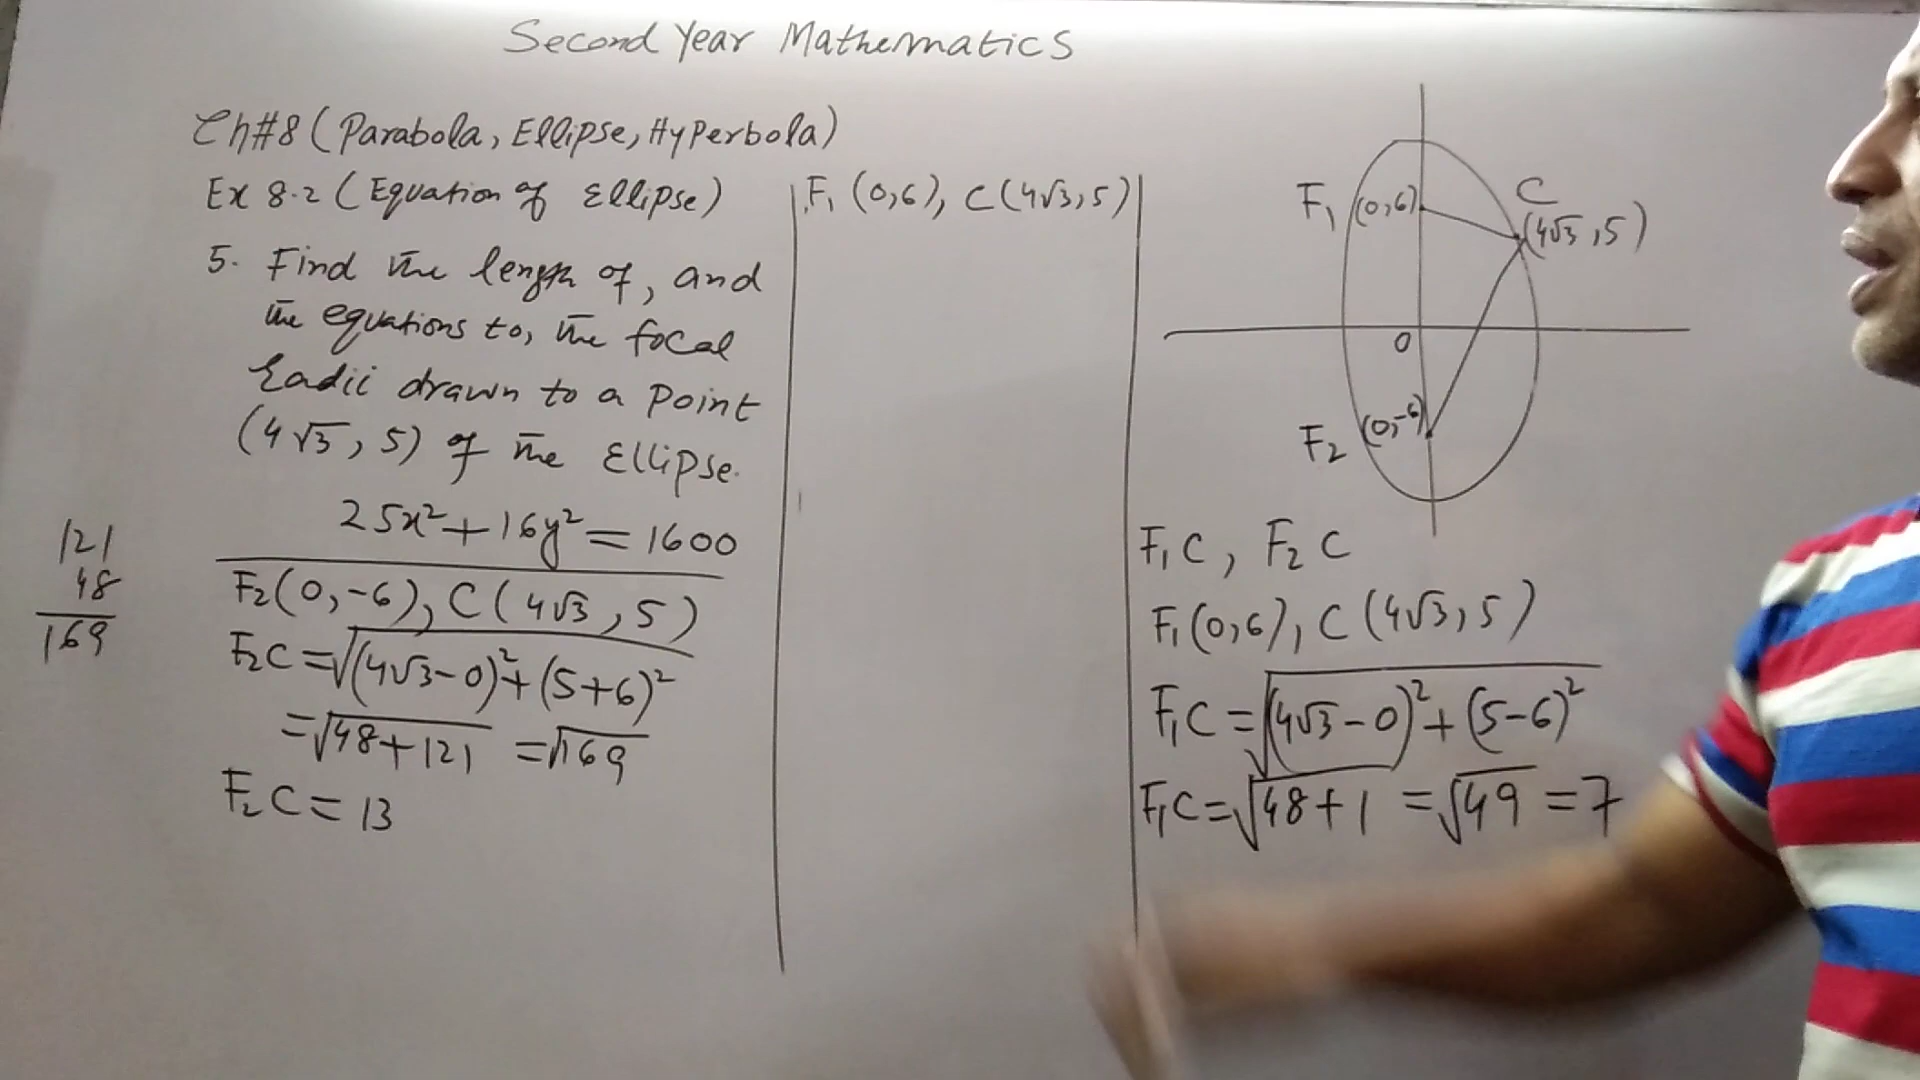 Second Year Mathematics
Ch#8 (Parabola, Ellipse, Hyperbola)
Ex 8.2 (Equation of Ellipse)
5. Find the length of, and
the equations to, the focal
radii drawn to a point
(4√3, 5) of the Ellipse.
25x² + 16y² = 1600
121
48
169
F₂(0,-6), C(4√3, 5)
F₂C = √(4√3-0)² + (5+6)²
= √48+121 = √169
F₂C = 13
F₁ (0,6), C(4√3, 5)
F₁ (0,6)
C
(4√3, 5)
O
F₂ (0,-6)
F₁C, F₂C
F₁(0,6), C(4√3, 5)
F₁C = √(4√3-0)² + (5-6)²
F₁C = √48+1 = √49 = 7